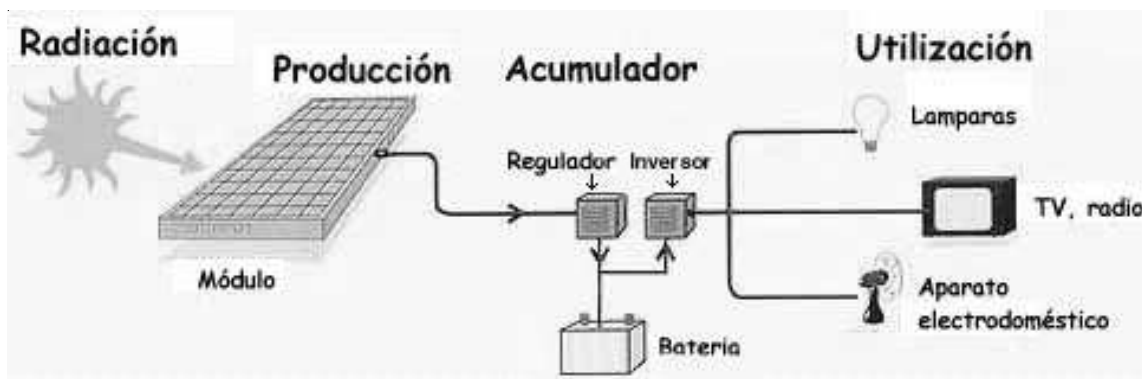 Radiación
Producción
Acumulador
Utilización
Lamparas
Regulador
Inversor
TV, radio
Módulo
Aparato
electrodoméstico
Bateria